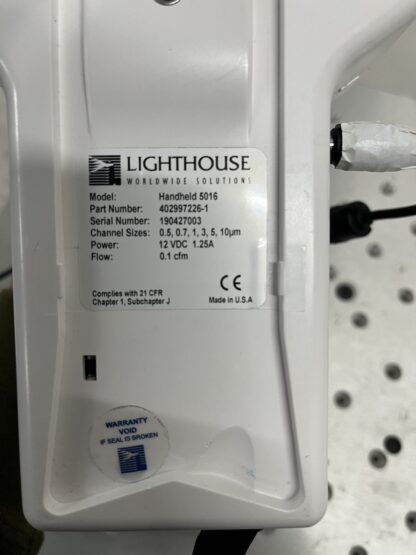 LIGHTHOUSE
WORLDWIDE SOLUTIONS
Model: Handheld 5016
Part Number: 402997226-1
Serial Number: 190427003
Channel Sizes: 0.5, 0.7, 1, 3, 5, 10µm
Power: 12 VDC 1.25A
Flow: 0.1 cfm
CE
Complies with 21 CFR
Chapter 1, Subchapter J
Made in U.S.A
WARRANTY
VOID
IF SEAL IS BROKEN